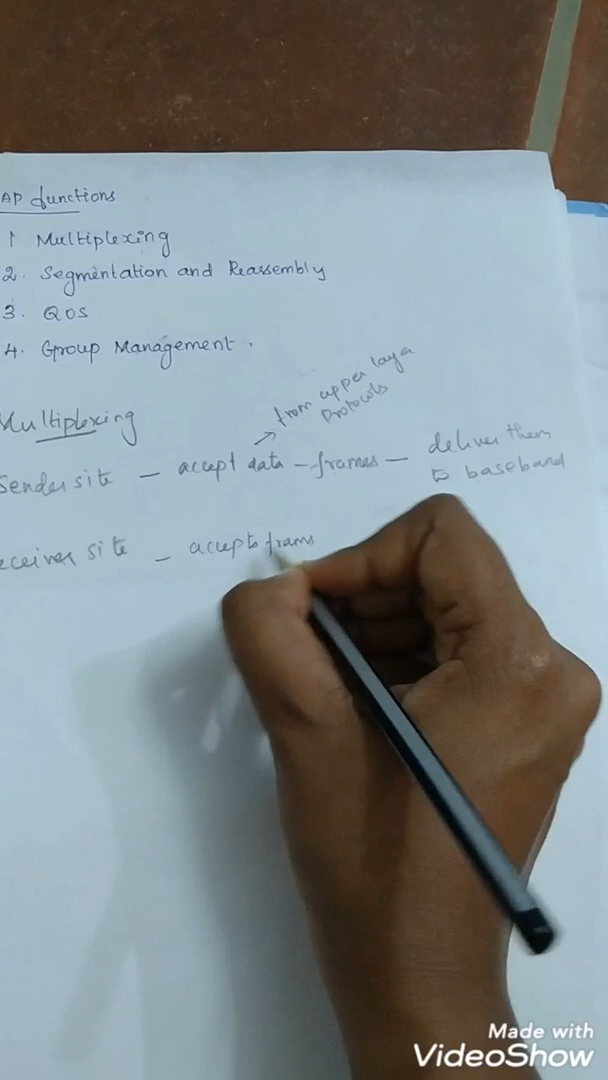 AP functions
1 Multiplexing
2. Segmentation and Reassembly
3. QOS
4. Group Management.
Multiplexing
from upper layer
Protocols
sender site — accept data – frames — deliver them
to baseband
eceiver site — accepts frams
Made with
VideoShow